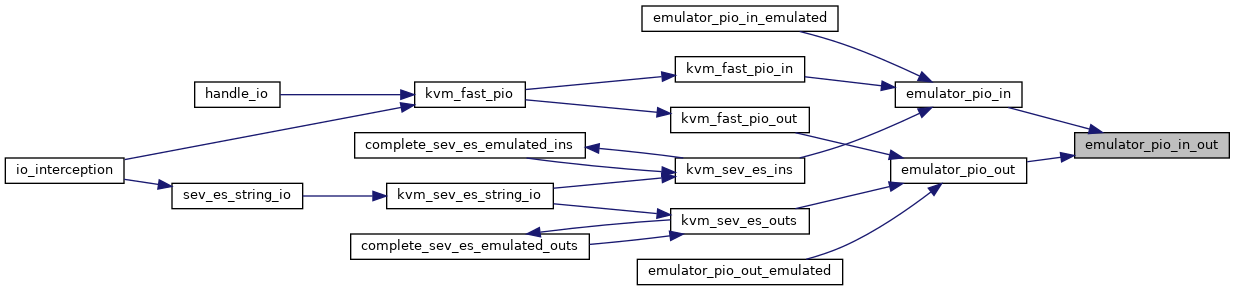 emulator_pio_in_emulated
kvm_fast_pio_in
handle_io
kvm_fast_pio
emulator_pio_in
kvm_fast_pio_out
complete_sev_es_emulated_ins
emulator_pio_in_out
io_interception
kvm_sev_es_ins
emulator_pio_out
sev_es_string_io
kvm_sev_es_string_io
kvm_sev_es_outs
complete_sev_es_emulated_outs
emulator_pio_out_emulated